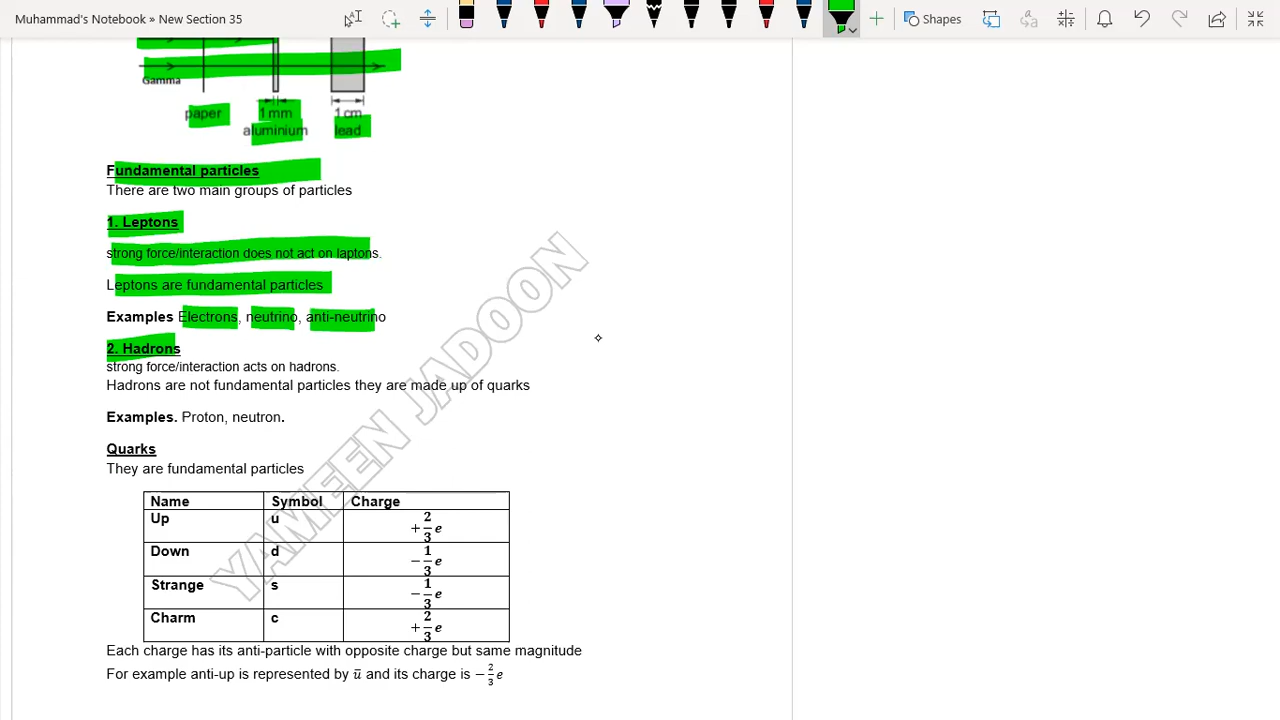 Muhammad's Notebook » New Section 35
Shapes
Gamma
paper
1 mm
aluminium
1 cm
lead
Fundamental particles
There are two main groups of particles
1. Leptons
strong force/interaction does not act on laptons.
Leptons are fundamental particles
Examples Electrons, neutrino, anti-neutrino
2. Hadrons
strong force/interaction acts on hadrons.
Hadrons are not fundamental particles they are made up of quarks
Examples. Proton, neutron.
Quarks
They are fundamental particles
Name Symbol Charge
Up u +2/3 e
Down d −1/3 e
Strange s −1/3 e
Charm c +2/3 e
Each charge has its anti-particle with opposite charge but same magnitude
For example anti-up is represented by ū and its charge is −2/3 e
YAMEEN JADOON